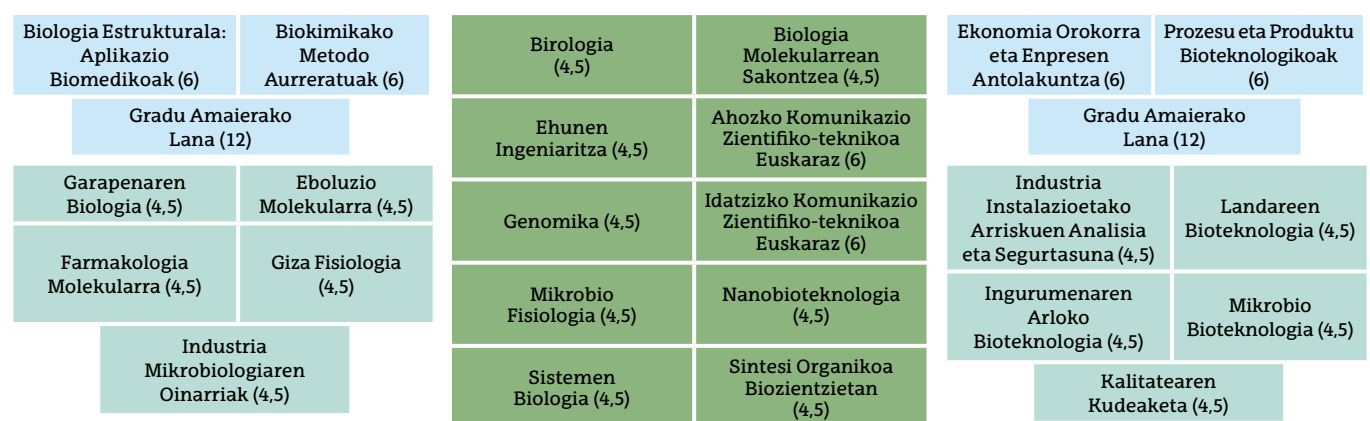 Biologia Estrukturala:
Aplikazio
Biomedikoak (6)
Biokimikako
Metodo
Aurreratuak (6)
Gradu Amaierako
Lana (12)
Garapenaren
Biologia (4,5)
Eboluzio
Molekularra (4,5)
Farmakologia
Molekularra (4,5)
Giza Fisiologia
(4,5)
Industria
Mikrobiologiaren
Oinarriak (4,5)
Birologia
(4,5)
Biologia
Molekularrean
Sakontzea (4,5)
Ehunen
Ingeniaritza (4,5)
Ahozko Komunikazio
Zientifiko-teknikoa
Euskaraz (6)
Genomika (4,5)
Idatzizko Komunikazio
Zientifiko-teknikoa
Euskaraz (6)
Mikrobio
Fisiologia (4,5)
Nanobioteknologia
(4,5)
Sistemen
Biologia (4,5)
Sintesi Organikoa
Biozientzietan
(4,5)
Ekonomia Orokorra
eta Enpresen
Antolakuntza (6)
Prozesu eta Produktu
Bioteknologikoak
(6)
Gradu Amaierako
Lana (12)
Industria
Instalazioetako
Arriskuen Analisia
eta Segurtasuna (4,5)
Landareen
Bioteknologia (4,5)
Ingurumenaren
Arloko
Bioteknologia (4,5)
Mikrobio
Bioteknologia (4,5)
Kalitatearen
Kudeaketa (4,5)